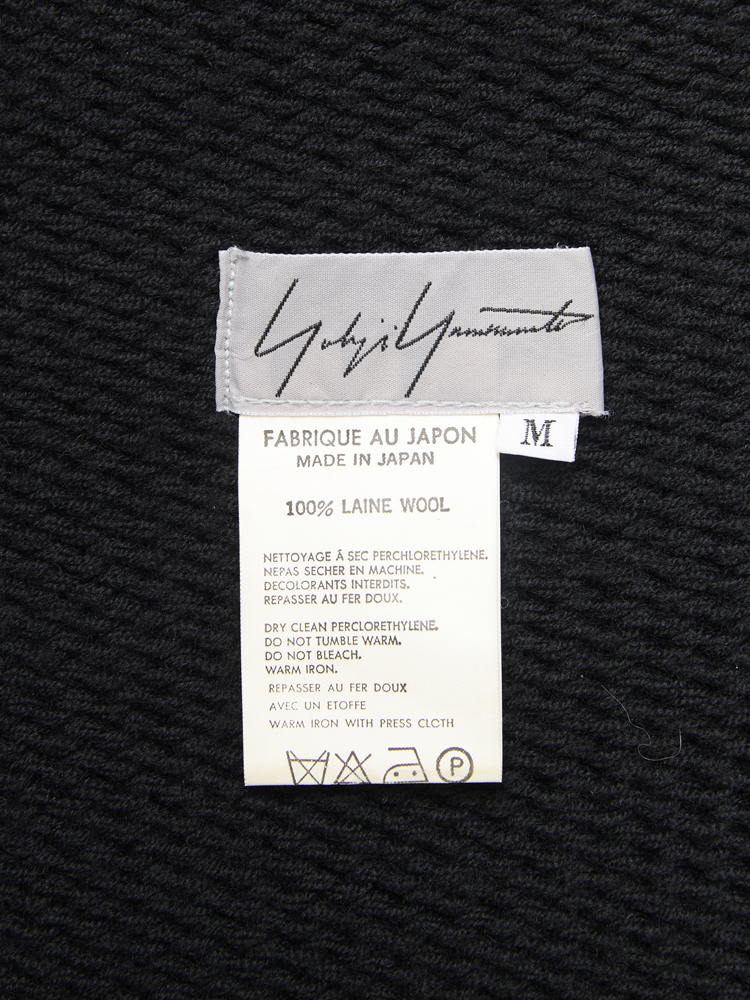 Yohji Yamamoto
M
FABRIQUE AU JAPON
MADE IN JAPAN
100% LAINE WOOL
NETTOYAGE Â SEC PERCHLORETHYLENE.
NEPAS SECHER EN MACHINE.
DECOLORANTS INTERDITS.
REPASSER AU FER DOUX.
DRY CLEAN PERCLORETHYLENE.
DO NOT TUMBLE WARM.
DO NOT BLEACH.
WARM IRON.
REPASSER AU FER DOUX
AVEC UN ETOFFE
WARM IRON WITH PRESS CLOTH
P